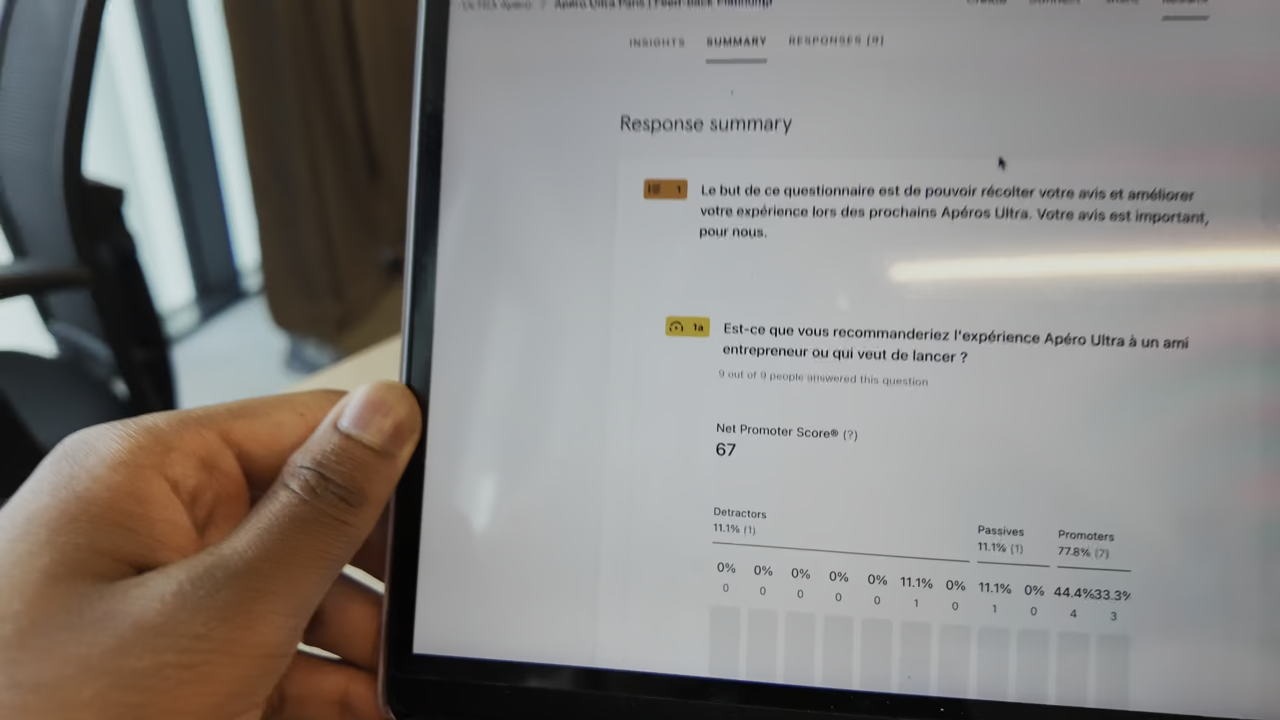 INSIGHTS SUMMARY RESPONSES (9)
Response summary
1 Le but de ce questionnaire est de pouvoir récolter votre avis et améliorer
votre expérience lors des prochains Apéros Ultra. Votre avis est important,
pour nous.
1a Est-ce que vous recommanderiez l'expérience Apéro Ultra à un ami
entrepreneur ou qui veut de lancer ?
9 out of 9 people answered this question
Net Promoter Score® (?)
67
Detractors Passives Promoters
11.1% (1) 11.1% (1) 77.8% (7)
0% 0% 0% 0% 0% 11.1% 0% 11.1% 0% 44.4% 33.3%
0 0 0 0 0 1 0 1 0 4 3